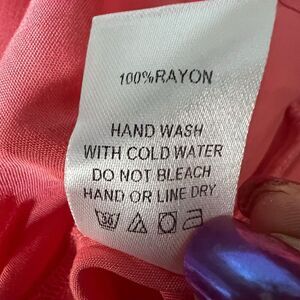 100%RAYON
HAND WASH
WITH COLD WATER
DO NOT BLEACH
HAND OR LINE DRY
30